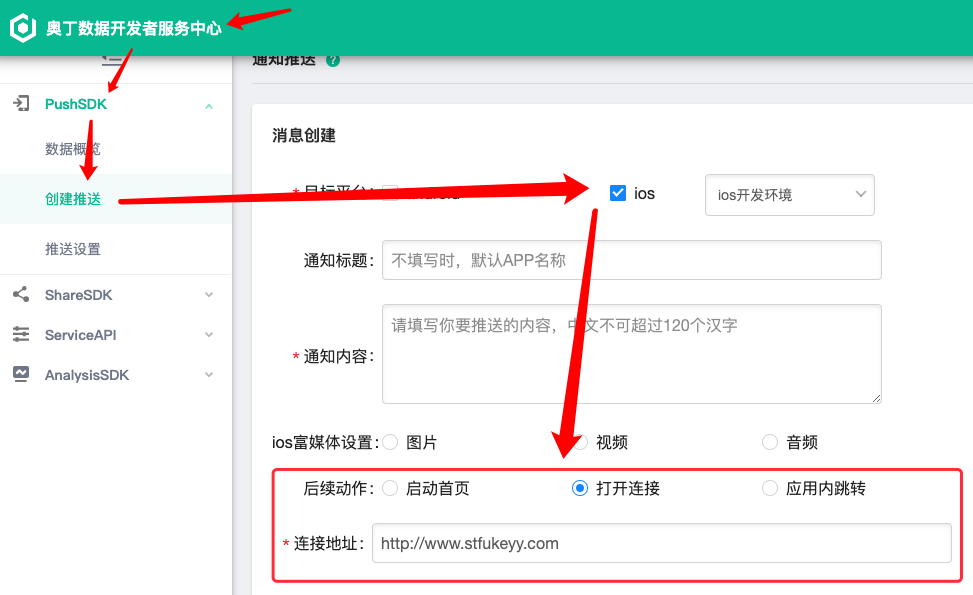 奥丁数据开发者服务中心
通知推送 ?
PushSDK
数据概览
创建推送
推送设置
ShareSDK
ServiceAPI
AnalysisSDK
消息创建
* 目标平台:
ios
ios开发环境
通知标题:
不填写时，默认APP名称
* 通知内容:
请填写你要推送的内容，中文不可超过120个汉字
ios富媒体设置: 图片 视频 音频
后续动作: 启动首页 打开连接 应用内跳转
* 连接地址: http://www.stfukeyy.com